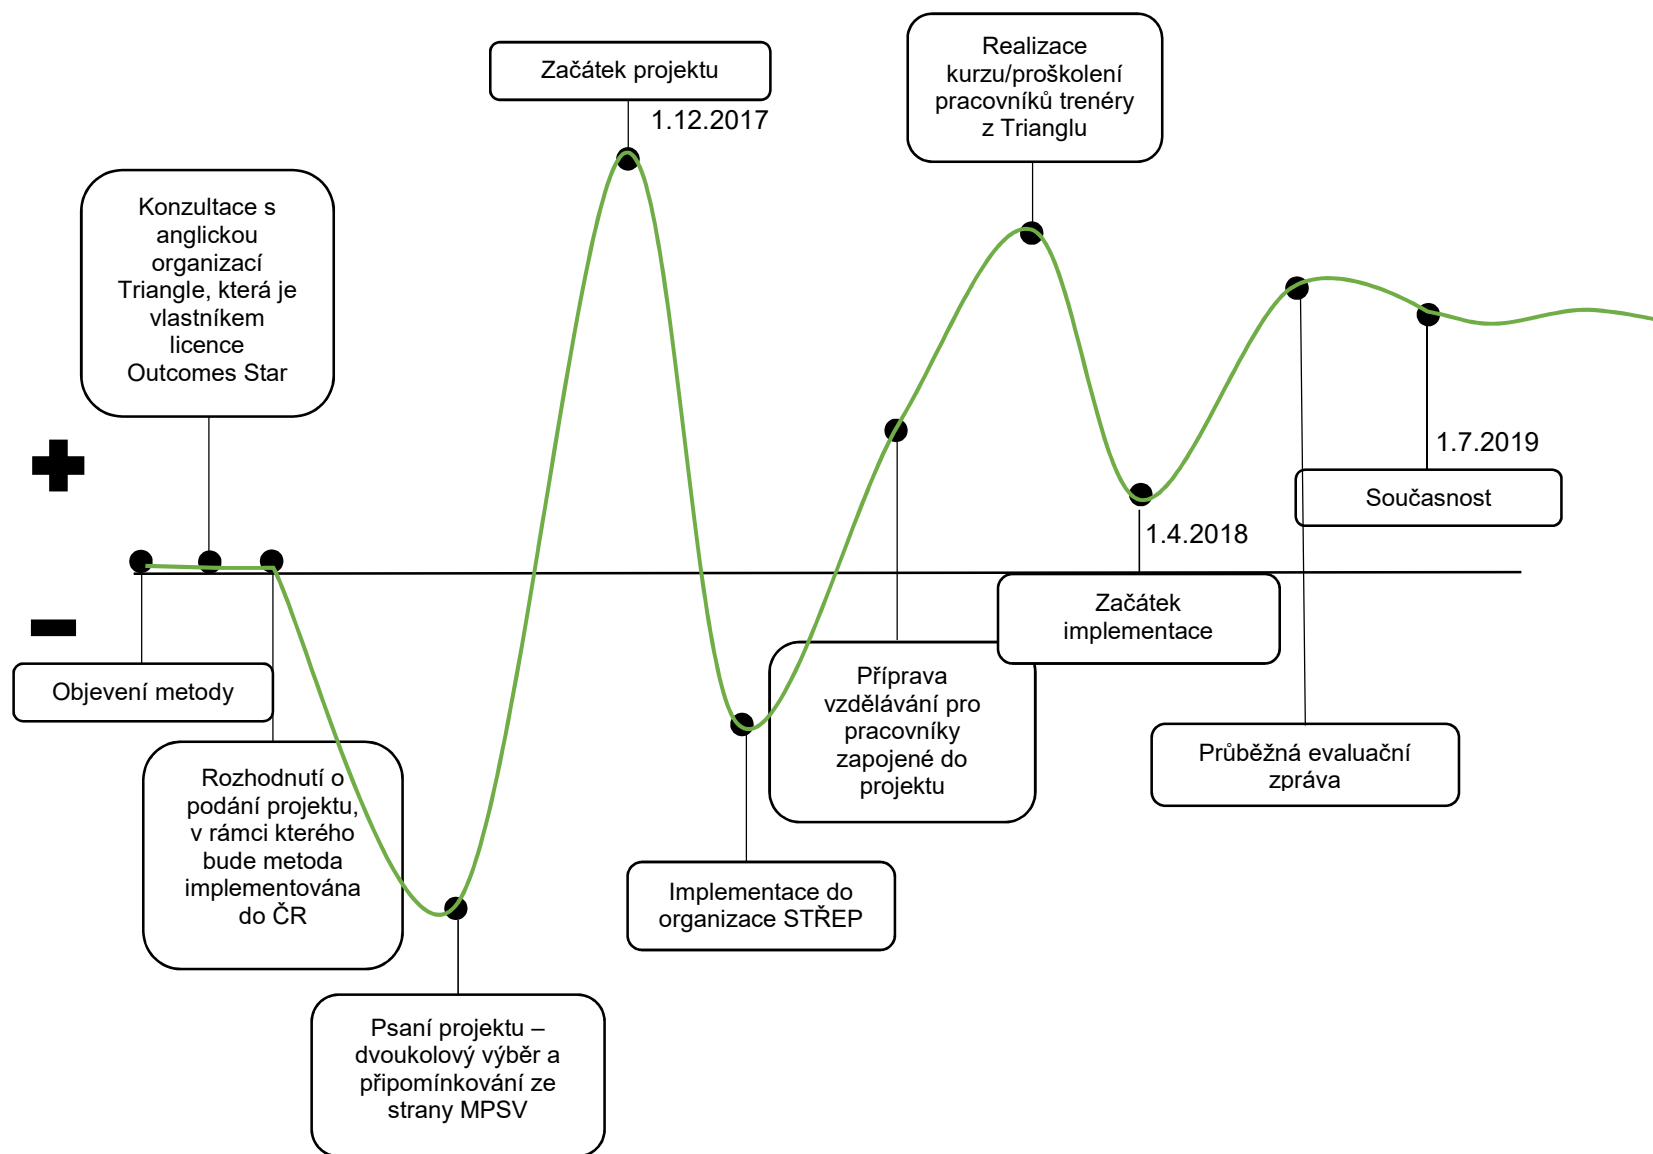 Začátek projektu
1.12.2017
Realizace
kurzu/proškolení
pracovníků trenéry
z Trianglu
Konzultace s
anglickou
organizací
Triangle, která je
vlastníkem
licence
Outcomes Star
1.7.2019
Současnost
1.4.2018
Začátek
implementace
Objevení metody
Rozhodnutí o
podání projektu,
v rámci kterého
bude metoda
implementována
do ČR
Příprava
vzdělávání pro
pracovníky
zapojené do
projektu
Průběžná evaluační
zpráva
Implementace do
organizace STŘEP
Psaní projektu –
dvoukolový výběr a
připomínkování ze
strany MPSV